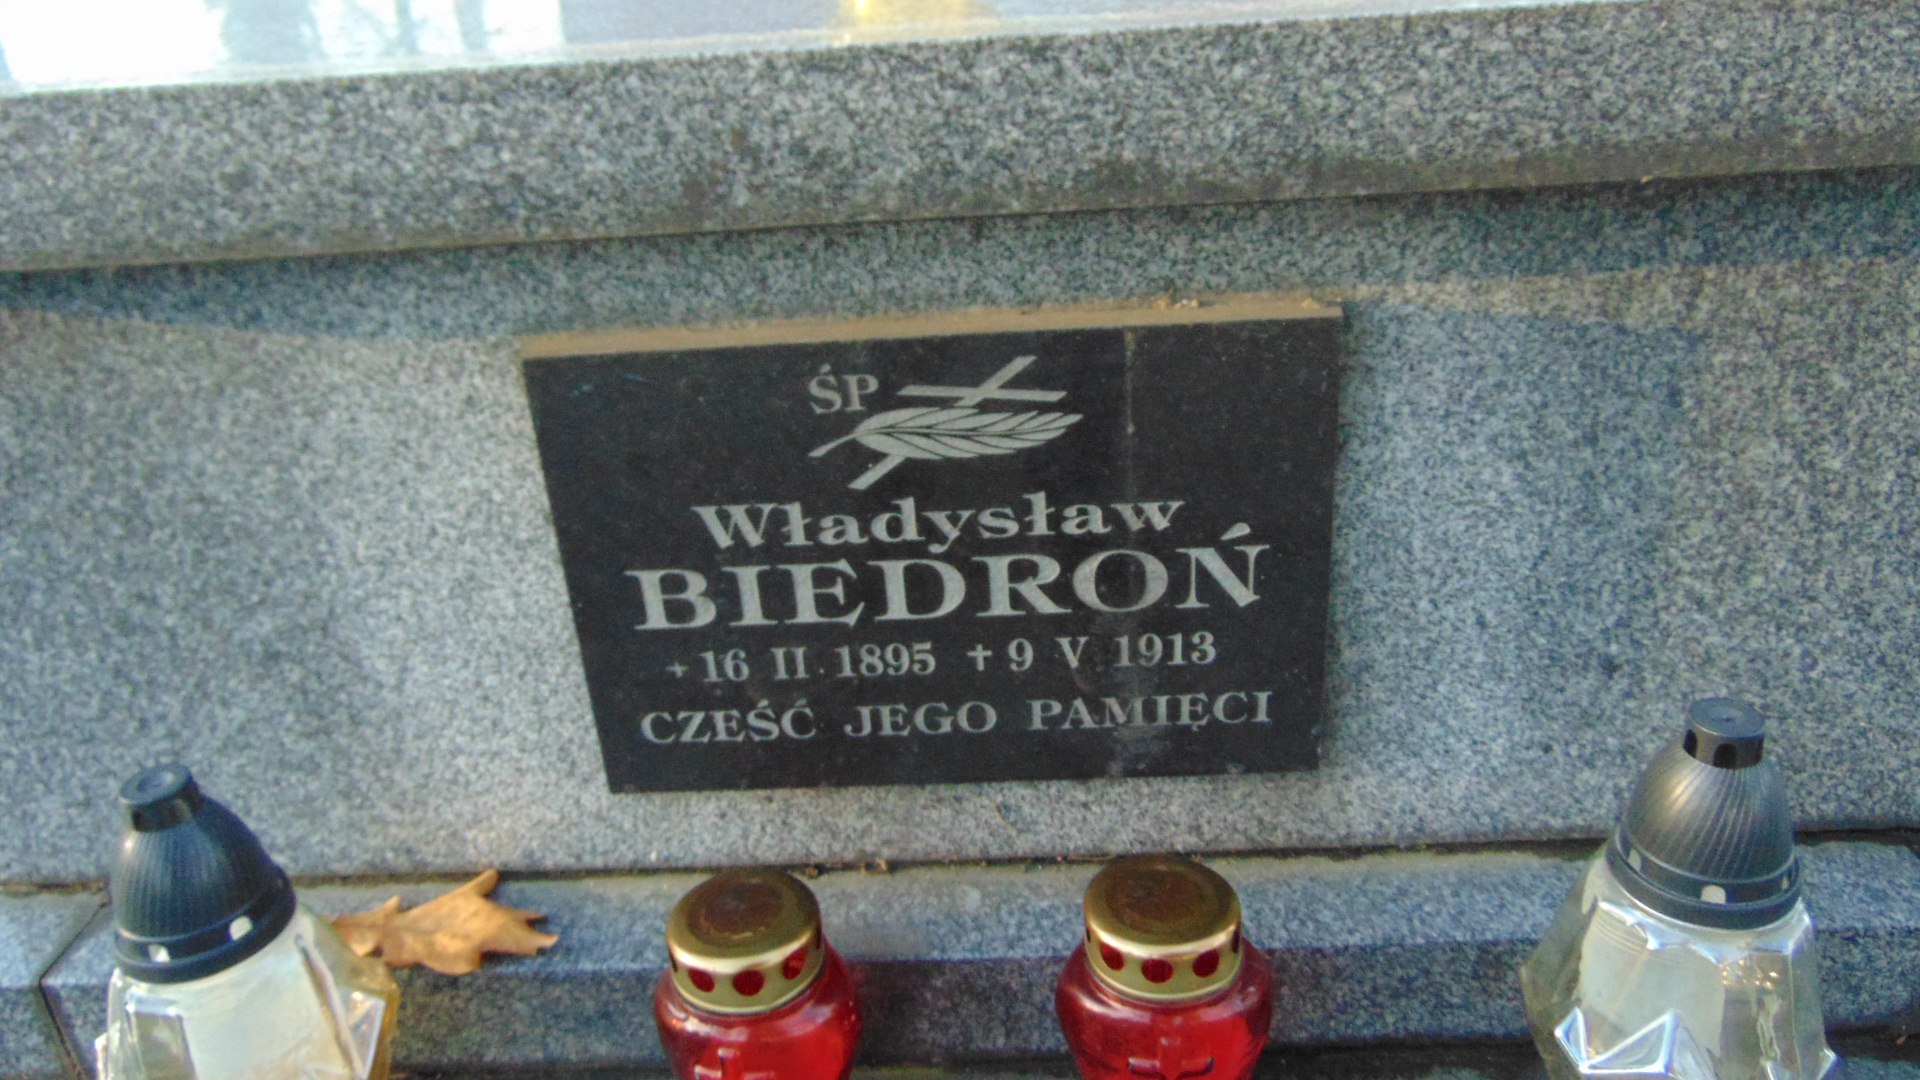 ŚP
Władysław
BIEDROŃ
+ 16 II 1895 ✝ 9 V 1913
CZEŚĆ JEGO PAMIĘCI